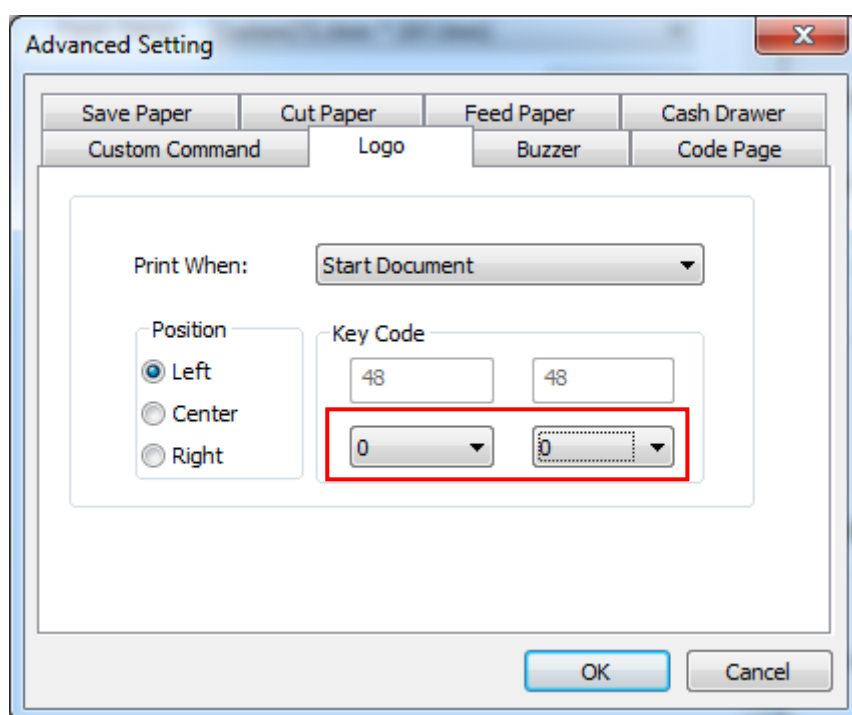 Advanced Setting
Save Paper Cut Paper Feed Paper Cash Drawer
Custom Command Logo Buzzer Code Page
Print When: Start Document
Position Key Code
Left 48 48
Center
Right 0 0
OK Cancel